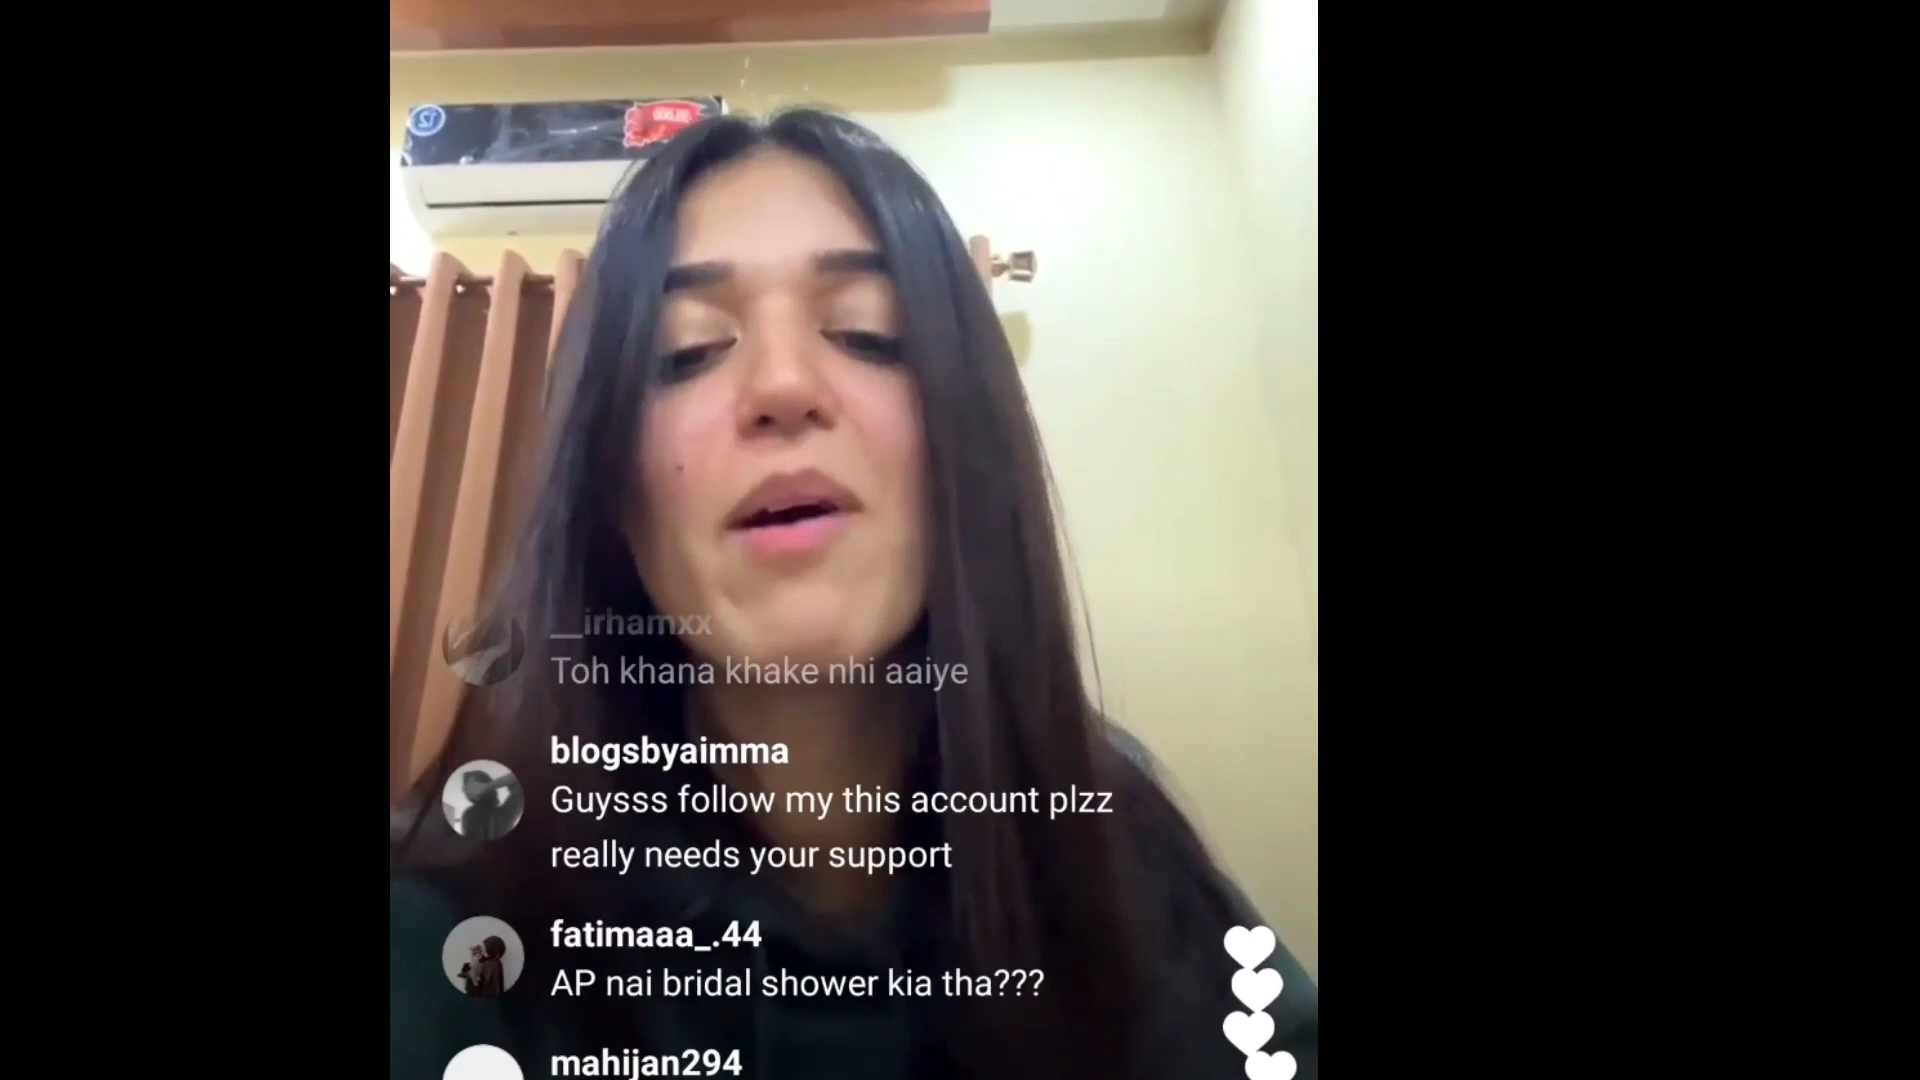 __irhamxx
Toh khana khake nhi aaiye
blogsbyaimma
Guysss follow my this account plzz
really needs your support
fatimaaa_.44
AP nai bridal shower kia tha???
mahijan294